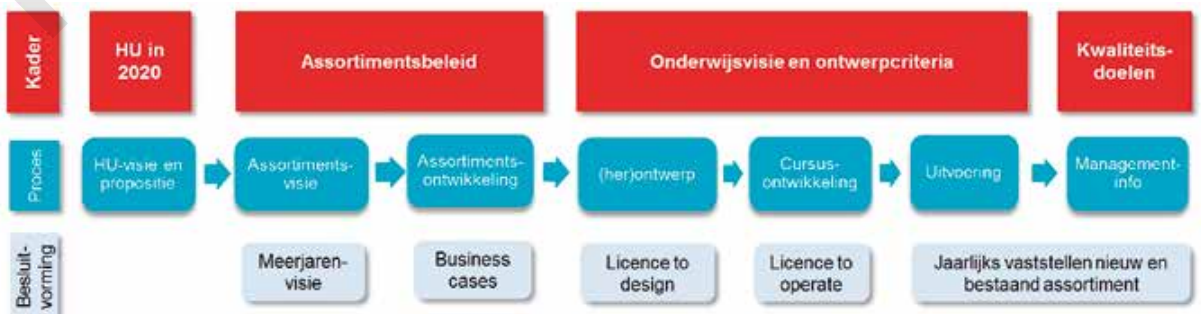 Kader
HU in
2020
Assortimentsbeleid
Onderwijsvisie en ontwerpcriteria
Kwaliteits-
doelen
Proces
HU-visie en
propositie
Assortiments-
visie
Assortiments-
ontwikkeling
(her)ontwerp
Cursus-
ontwikkeling
Uitvoering
Management-
info
Besluit-
vorming
Meerjaren-
visie
Business
cases
Licence to
design
Licence to
operate
Jaarlijks vaststellen nieuw en
bestaand assortiment